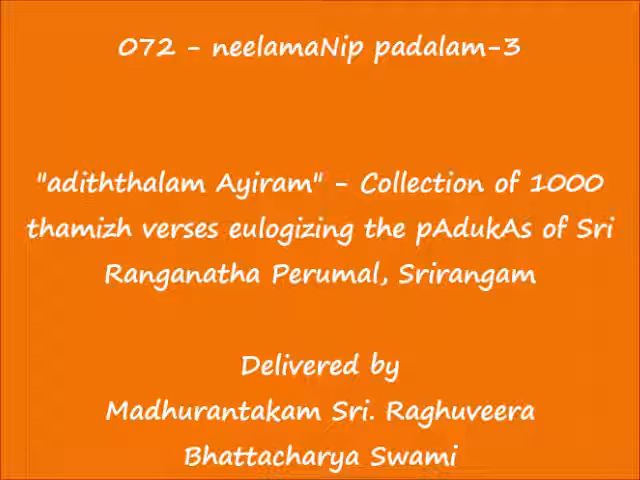 072 - neelamaNip padalam-3
"adiththalam Ayiram" - Collection of 1000
thamizh verses eulogizing the pAdukAs of Sri
Ranganatha Perumal, Srirangam
Delivered by
Madhurantakam Sri. Raghuveera
Bhattacharya Swami